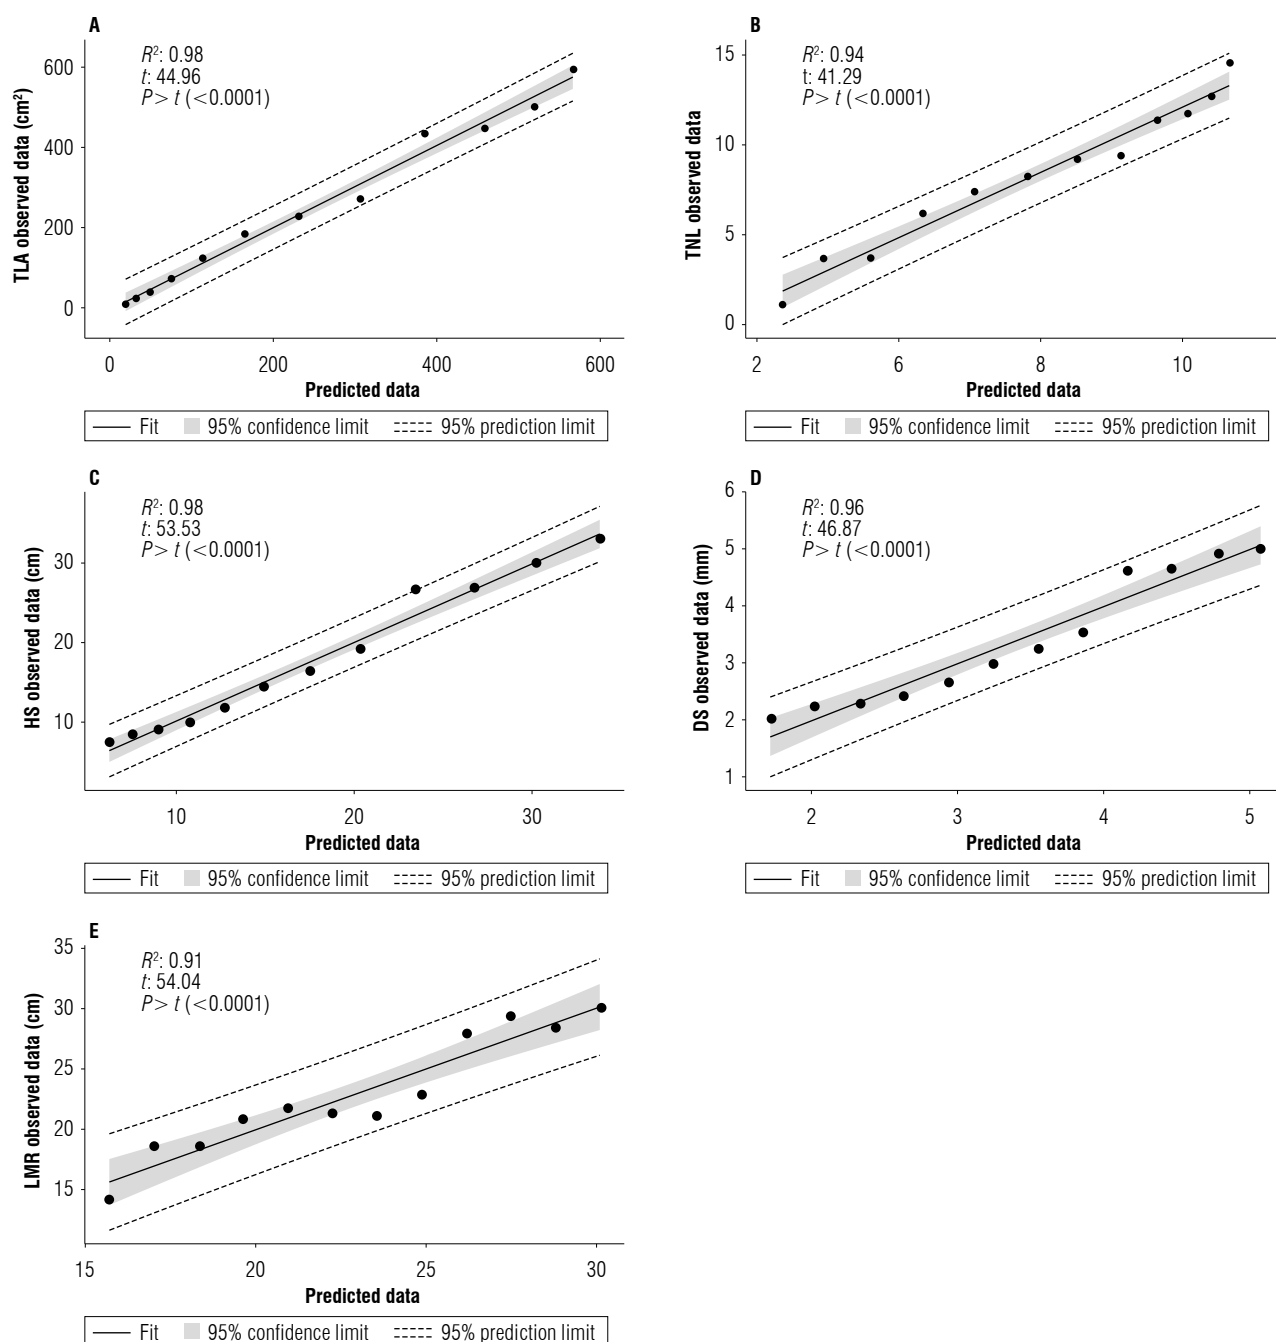 A
R²: 0.98
t: 44.96
P> t (<0.0001)
TLA observed data (cm²)
600
400
200
0
0 200 400 600
Predicted data
Fit 95% confidence limit 95% prediction limit
B
R²: 0.94
t: 41.29
P> t (<0.0001)
TNL observed data
15
10
5
0
2 6 8 10
Predicted data
Fit 95% confidence limit 95% prediction limit
C
R²: 0.98
t: 53.53
P> t (<0.0001)
HS observed data (cm)
30
20
10
10 20 30
Predicted data
Fit 95% confidence limit 95% prediction limit
D
R²: 0.96
t: 46.87
P> t (<0.0001)
DS observed data (mm)
6
5
4
3
2
1
2 3 4 5
Predicted data
Fit 95% confidence limit 95% prediction limit
E
R²: 0.91
t: 54.04
P> t (<0.0001)
LMR observed data (cm)
35
30
25
20
15
15 20 25 30
Predicted data
Fit 95% confidence limit 95% prediction limit